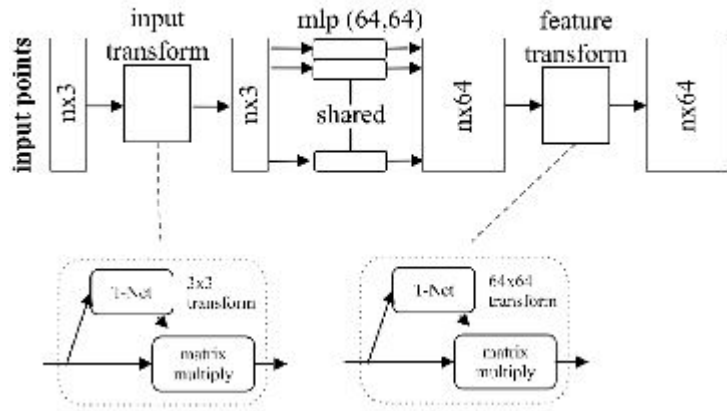 input
transform
mlp (64,64)
feature
transform
input points
nx3
nx3
shared
nx64
nx64
T-Net
3x3
transform
matrix
multiply
T-Net
64x64
transform
matrix
multiply